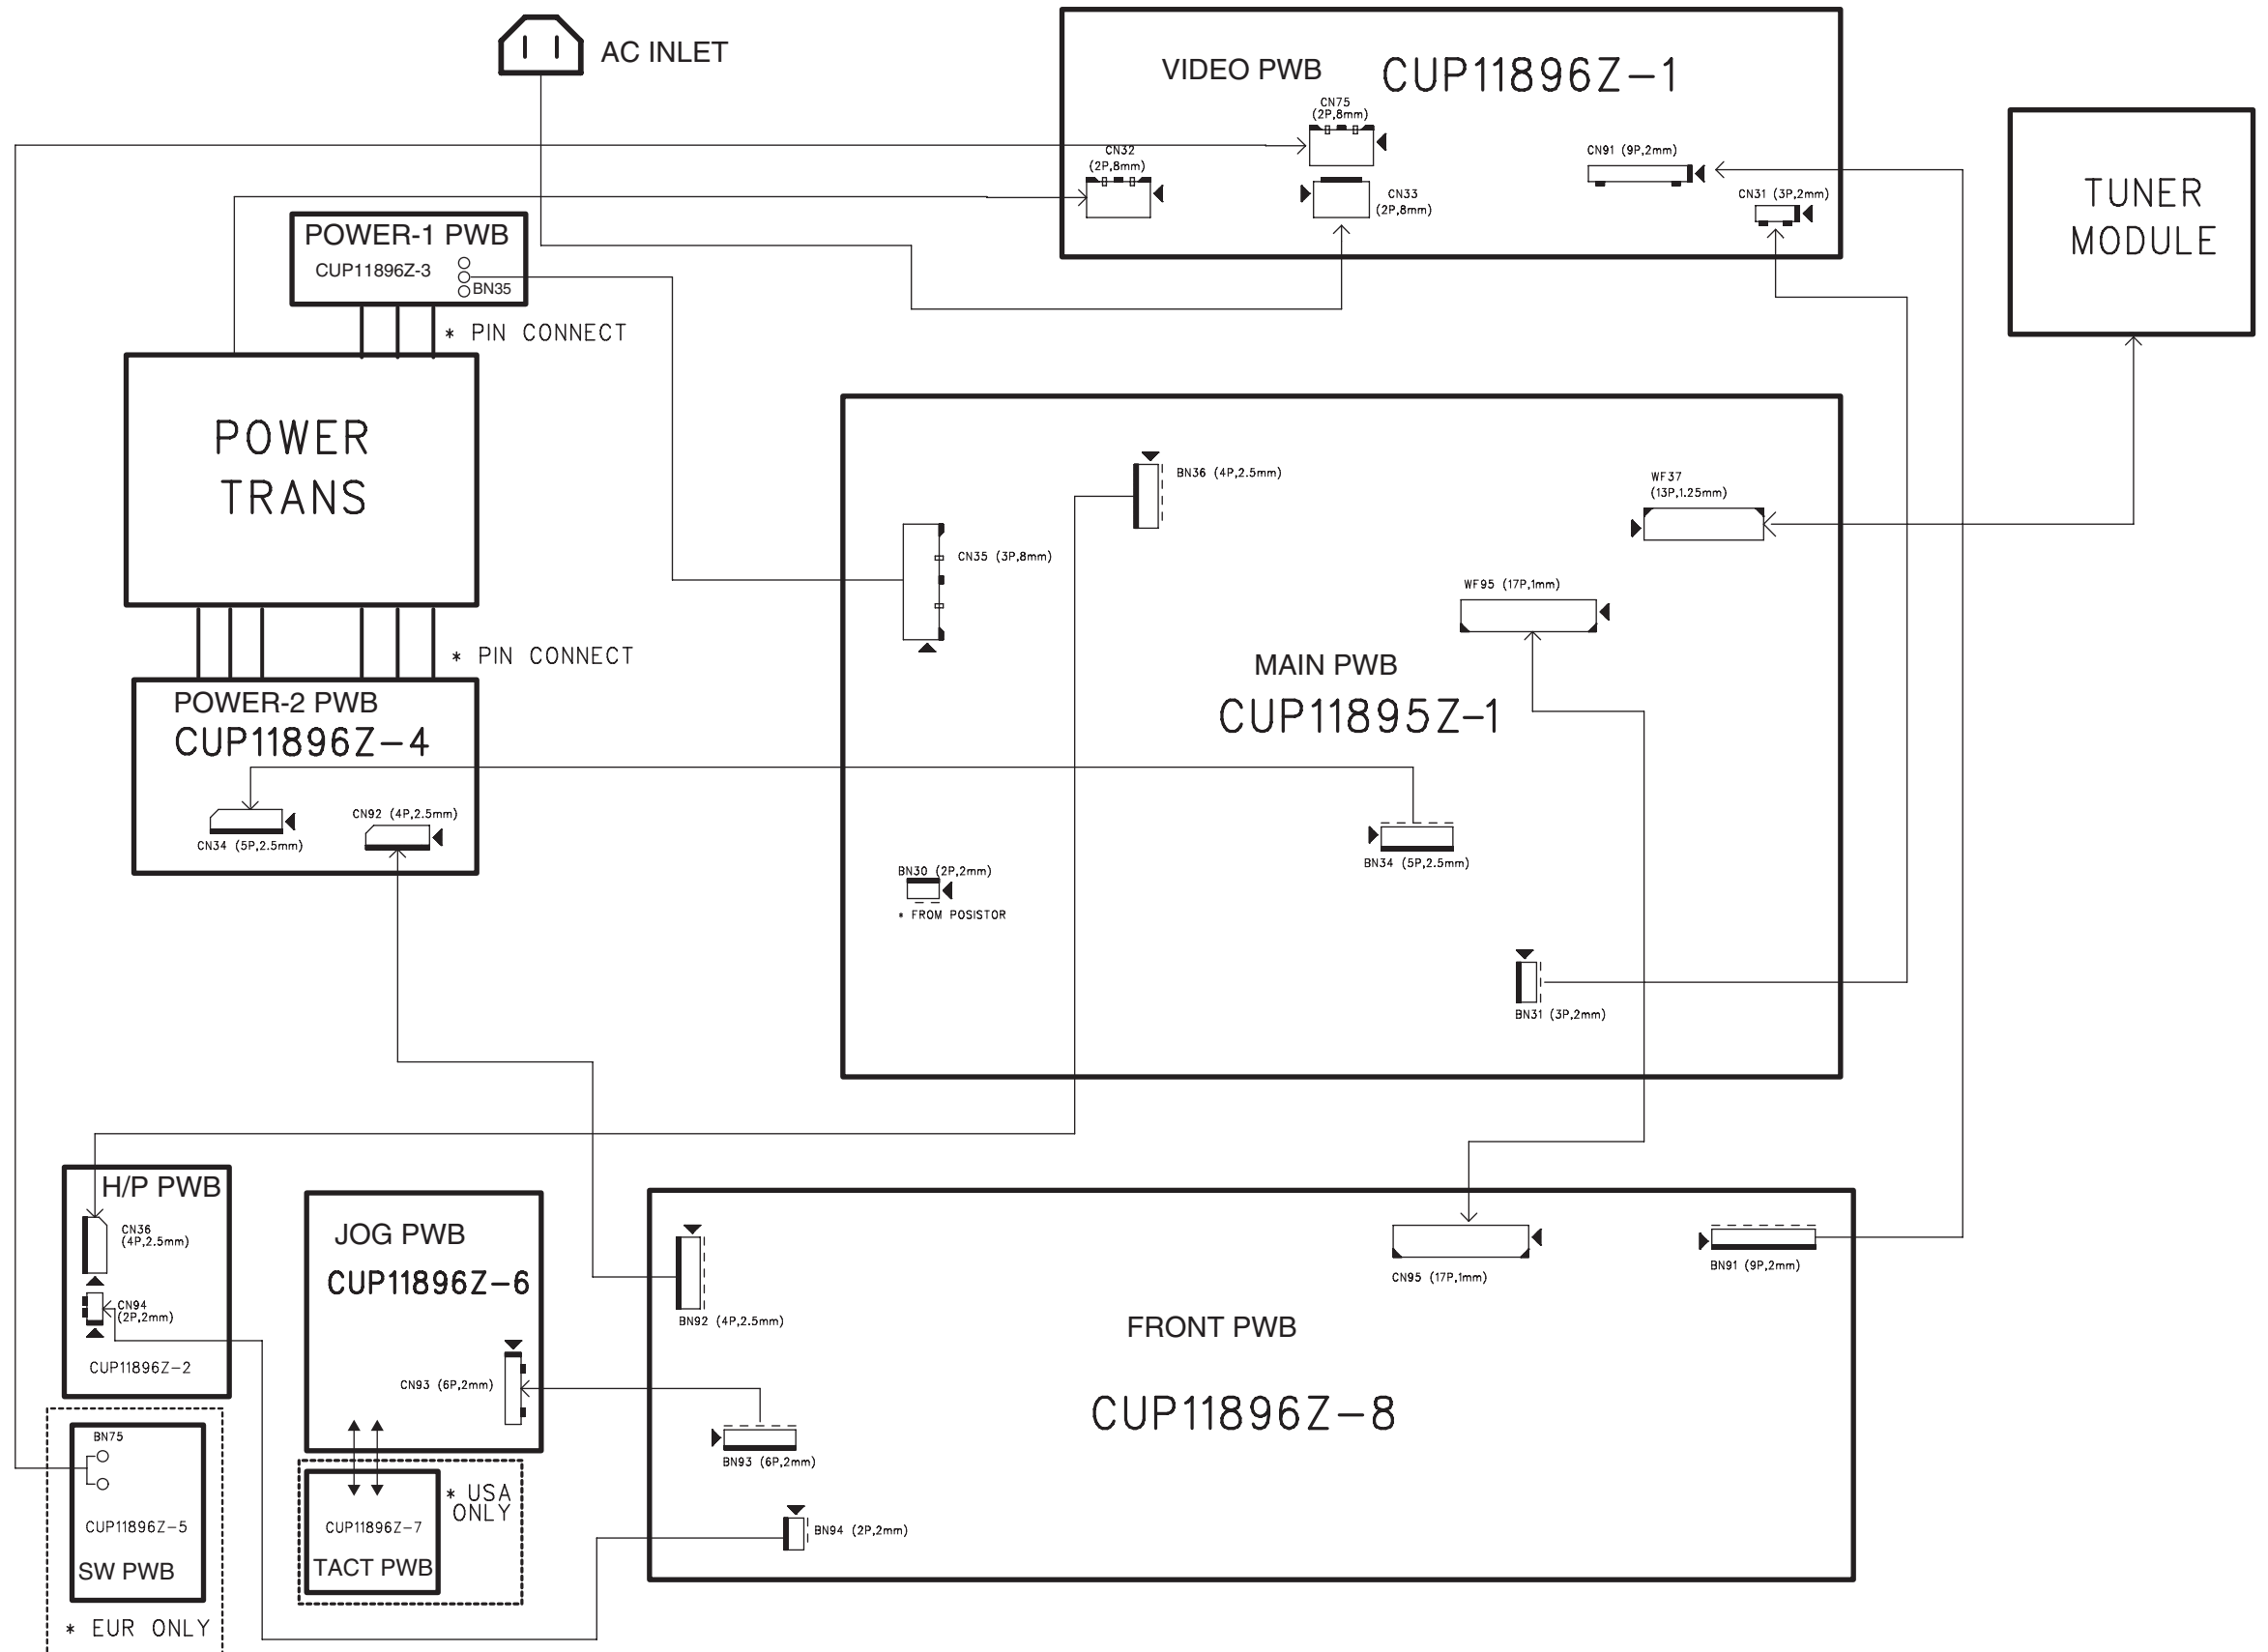 AC INLET
VIDEO PWB
CUP11896Z-1
CN75
(2P,8mm)
CN32
(2P,8mm)
CN33
(2P,8mm)
CN91 (9P,2mm)
CN31 (3P,2mm)
TUNER
MODULE
POWER-1 PWB
CUP11896Z-3
BN35
* PIN CONNECT
POWER
TRANS
* PIN CONNECT
POWER-2 PWB
CUP11896Z-4
CN34 (5P,2.5mm)
CN92 (4P,2.5mm)
BN36 (4P,2.5mm)
WF37
(13P,1.25mm)
CN35 (3P,8mm)
WF95 (17P,1mm)
MAIN PWB
CUP11895Z-1
BN34 (5P,2.5mm)
BN30 (2P,2mm)
* FROM POSISTOR
BN31 (3P,2mm)
H/P PWB
CN36
(4P,2.5mm)
CN94
(2P,2mm)
CUP11896Z-2
JOG PWB
CUP11896Z-6
CN93 (6P,2mm)
BN92 (4P,2.5mm)
CN95 (17P,1mm)
BN91 (9P,2mm)
FRONT PWB
CUP11896Z-8
BN93 (6P,2mm)
BN94 (2P,2mm)
BN75
CUP11896Z-5
SW PWB
* EUR ONLY
CUP11896Z-7
TACT PWB
* USA
ONLY